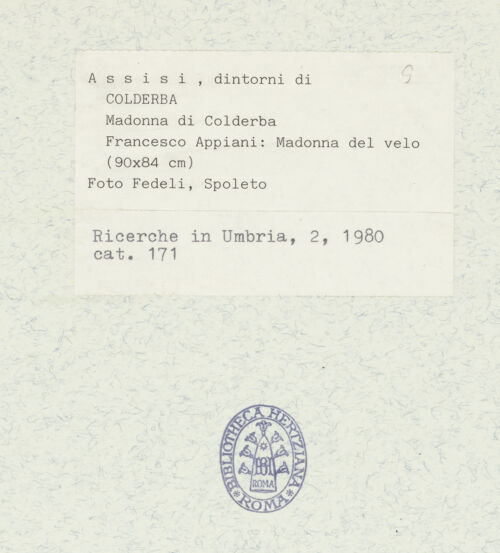 A s s i s i , dintorni di
COLDERBA
Madonna di Colderba
Francesco Appiani: Madonna del velo
(90x84 cm)
Foto Fedeli, Spoleto
Ricerche in Umbria, 2, 1980
cat. 171
BIBLIOTHECA HERTZIANA
ROMA
* ROMA *